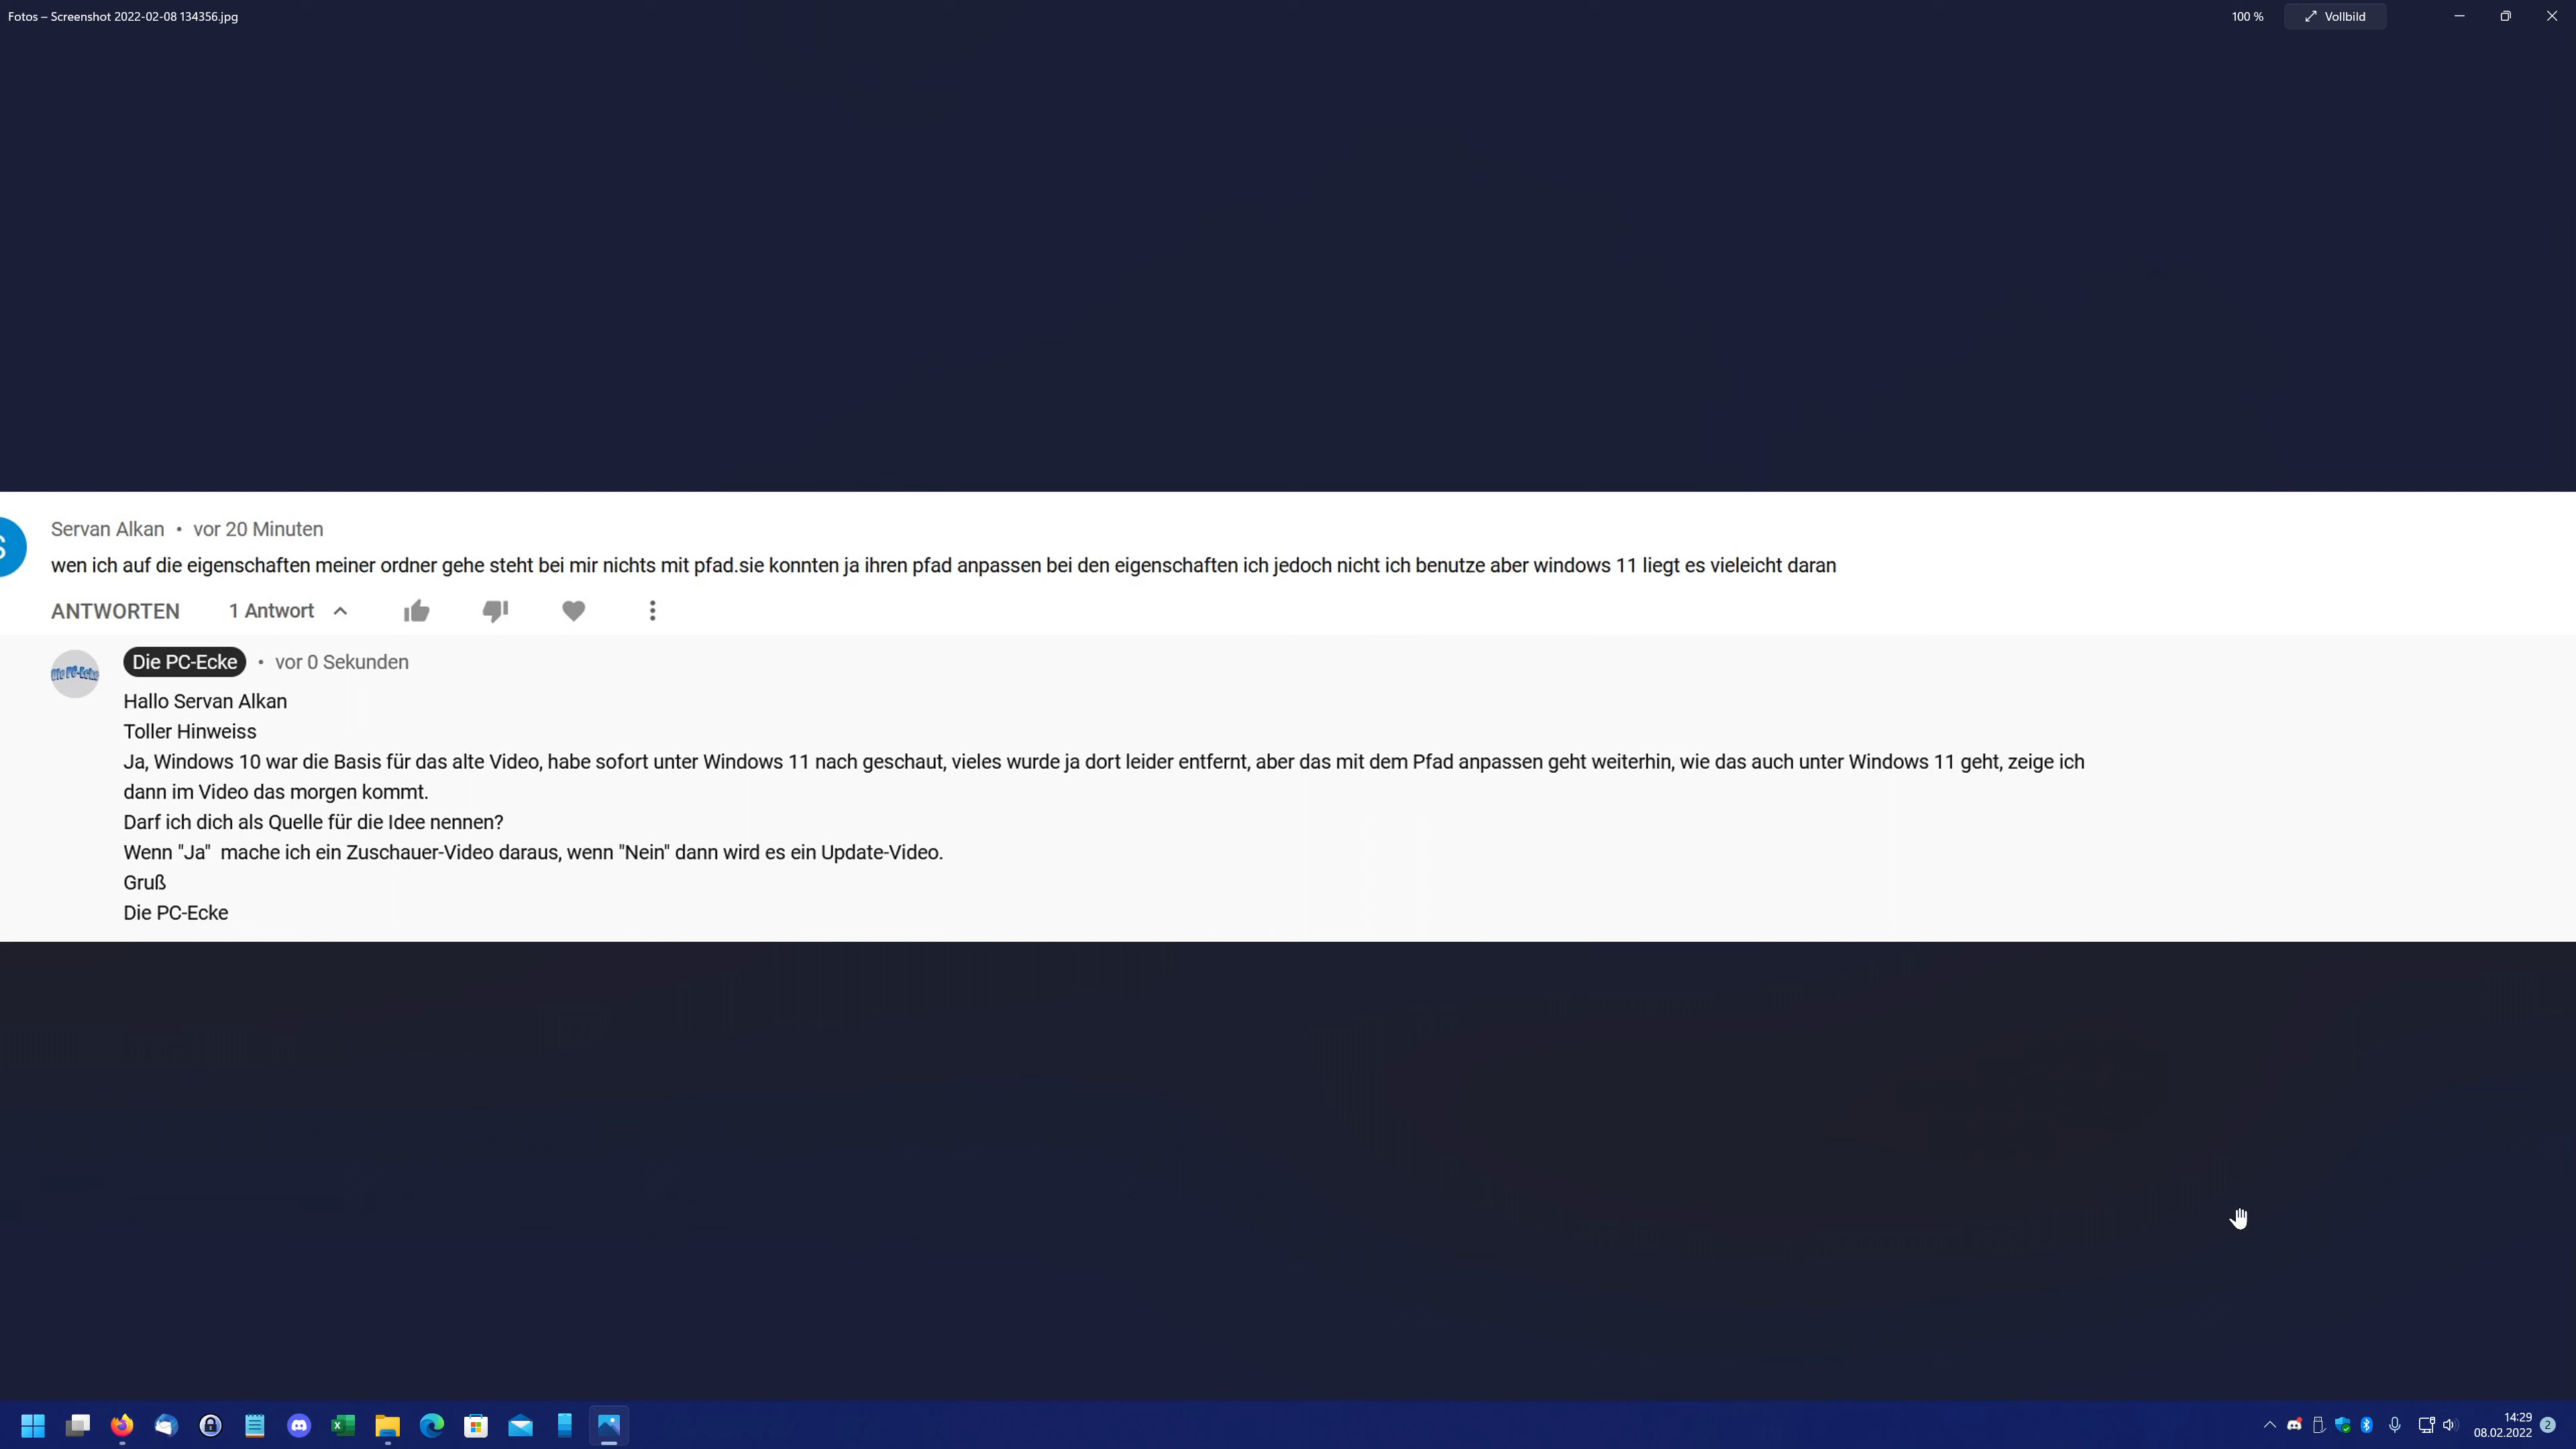 Fotos – Screenshot 2022-02-08 134356.jpg
100 %
Vollbild
Servan Alkan • vor 20 Minuten
wen ich auf die eigenschaften meiner ordner gehe steht bei mir nichts mit pfad.sie konnten ja ihren pfad anpassen bei den eigenschaften ich jedoch nicht ich benutze aber windows 11 liegt es vieleicht daran
ANTWORTEN 1 Antwort
Die PC-Ecke • vor 0 Sekunden
Die PC-Ecke
Hallo Servan Alkan
Toller Hinweiss
Ja, Windows 10 war die Basis für das alte Video, habe sofort unter Windows 11 nach geschaut, vieles wurde ja dort leider entfernt, aber das mit dem Pfad anpassen geht weiterhin, wie das auch unter Windows 11 geht, zeige ich
dann im Video das morgen kommt.
Darf ich dich als Quelle für die Idee nennen?
Wenn "Ja"  mache ich ein Zuschauer-Video daraus, wenn "Nein" dann wird es ein Update-Video.
Gruß
Die PC-Ecke
14:29
08.02.2022
2